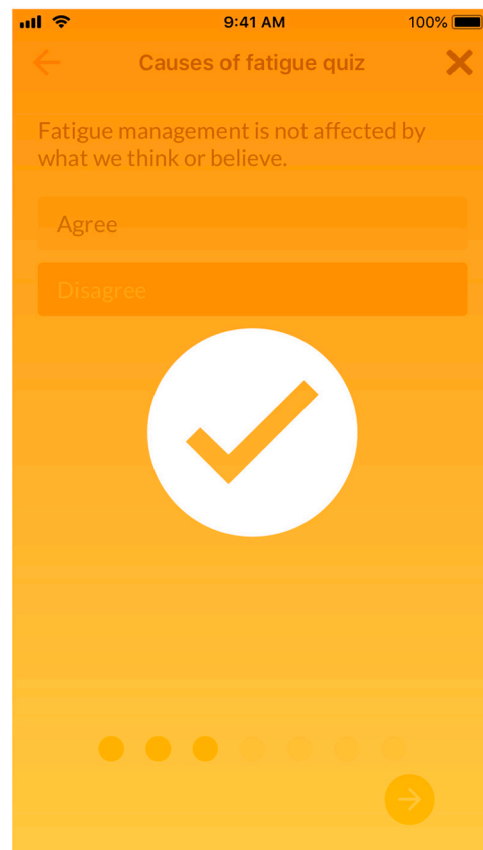 9:41 AM
100%
Causes of fatigue quiz
Fatigue management is not affected by
what we think or believe.
Agree
Disagree